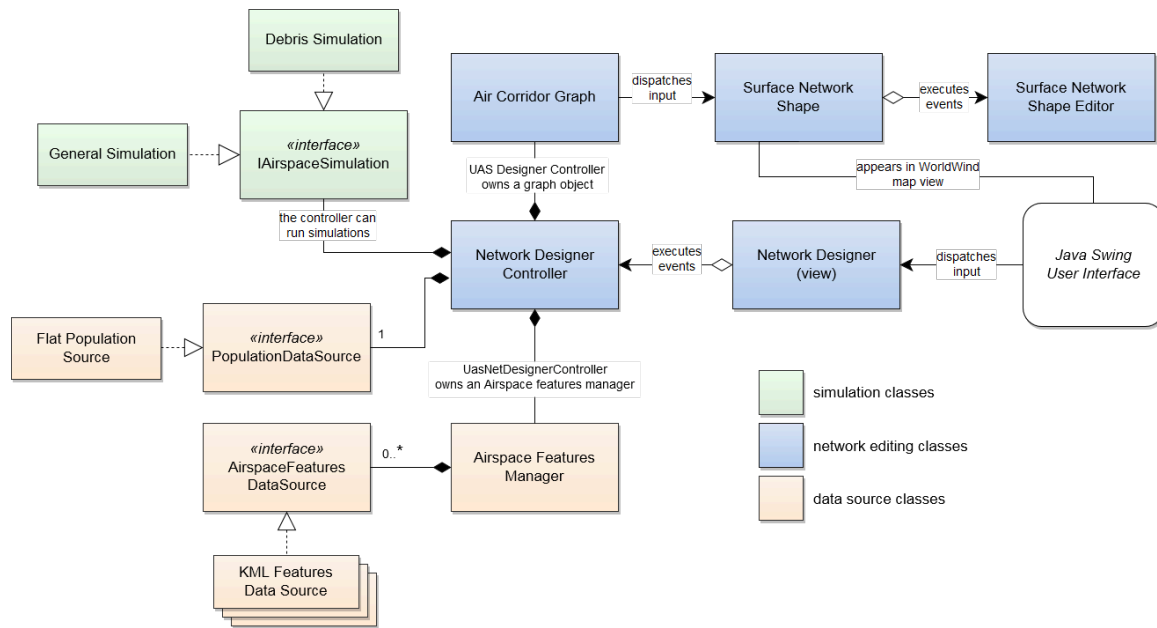 Debris Simulation
Air Corridor Graph
dispatches
input
Surface Network
Shape
executes
events
Surface Network
Shape Editor
General Simulation
«interface»
IAirspaceSimulation
UAS Designer Controller
owns a graph object
appears in WorldWind
map view
the controller can
run simulations
Network Designer
Controller
executes
events
Network Designer
(view)
dispatches
input
Java Swing
User Interface
Flat Population
Source
«interface»
PopulationDataSource
1
UasNetDesignerController
owns an Airspace features manager
simulation classes
«interface»
AirspaceFeatures
DataSource
0..*
Airspace Features
Manager
network editing classes
data source classes
KML Features
Data Source